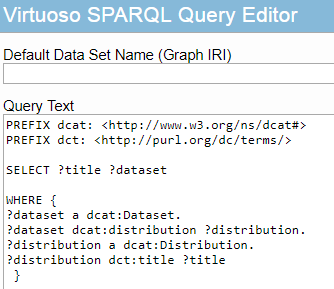 Virtuoso SPARQL Query Editor
Default Data Set Name (Graph IRI)
Query Text
PREFIX dcat: <http://www.w3.org/ns/dcat#>
PREFIX dct: <http://purl.org/dc/terms/>
SELECT ?title ?dataset
WHERE {
?dataset a dcat:Dataset.
?dataset dcat:distribution ?distribution.
?distribution a dcat:Distribution.
?distribution dct:title ?title
}